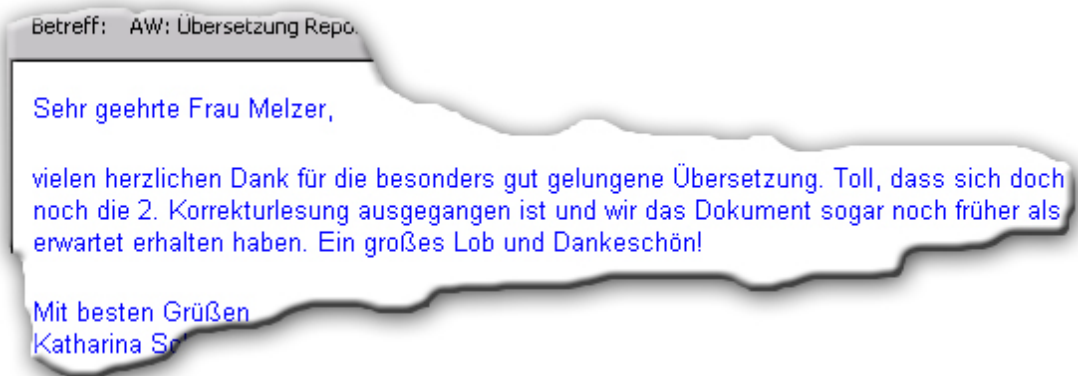 Betreff: AW: Übersetzung
Sehr geehrte Frau Melzer,
vielen herzlichen Dank für die besonders gut gelungene Übersetzung. Toll, dass sich doch
noch die 2. Korrekturlesung ausgegangen ist und wir das Dokument sogar noch früher als
erwartet erhalten haben. Ein großes Lob und Dankeschön!
Mit besten Grüßen
Katharina